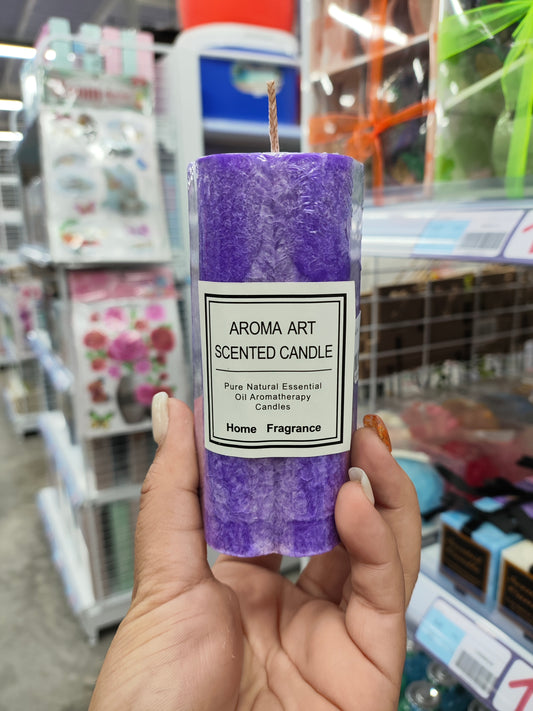 AROMA ART
SCENTED CANDLE
Pure Natural Essential
Oil Aromatherapy
Candles
Home Fragrance